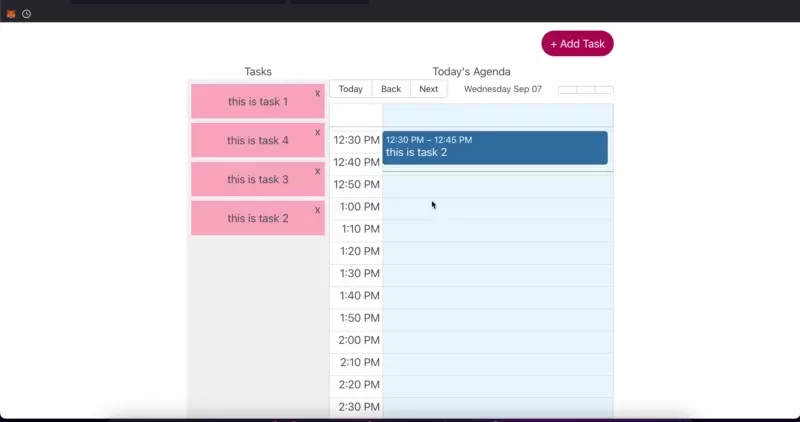 + Add Task
Tasks
Today's Agenda
this is task 1
X
this is task 4
X
this is task 3
X
this is task 2
X
Today
Back
Next
Wednesday Sep 07
12:30 PM
12:30 PM – 12:45 PM
this is task 2
12:40 PM
12:50 PM
1:00 PM
1:10 PM
1:20 PM
1:30 PM
1:40 PM
1:50 PM
2:00 PM
2:10 PM
2:20 PM
2:30 PM